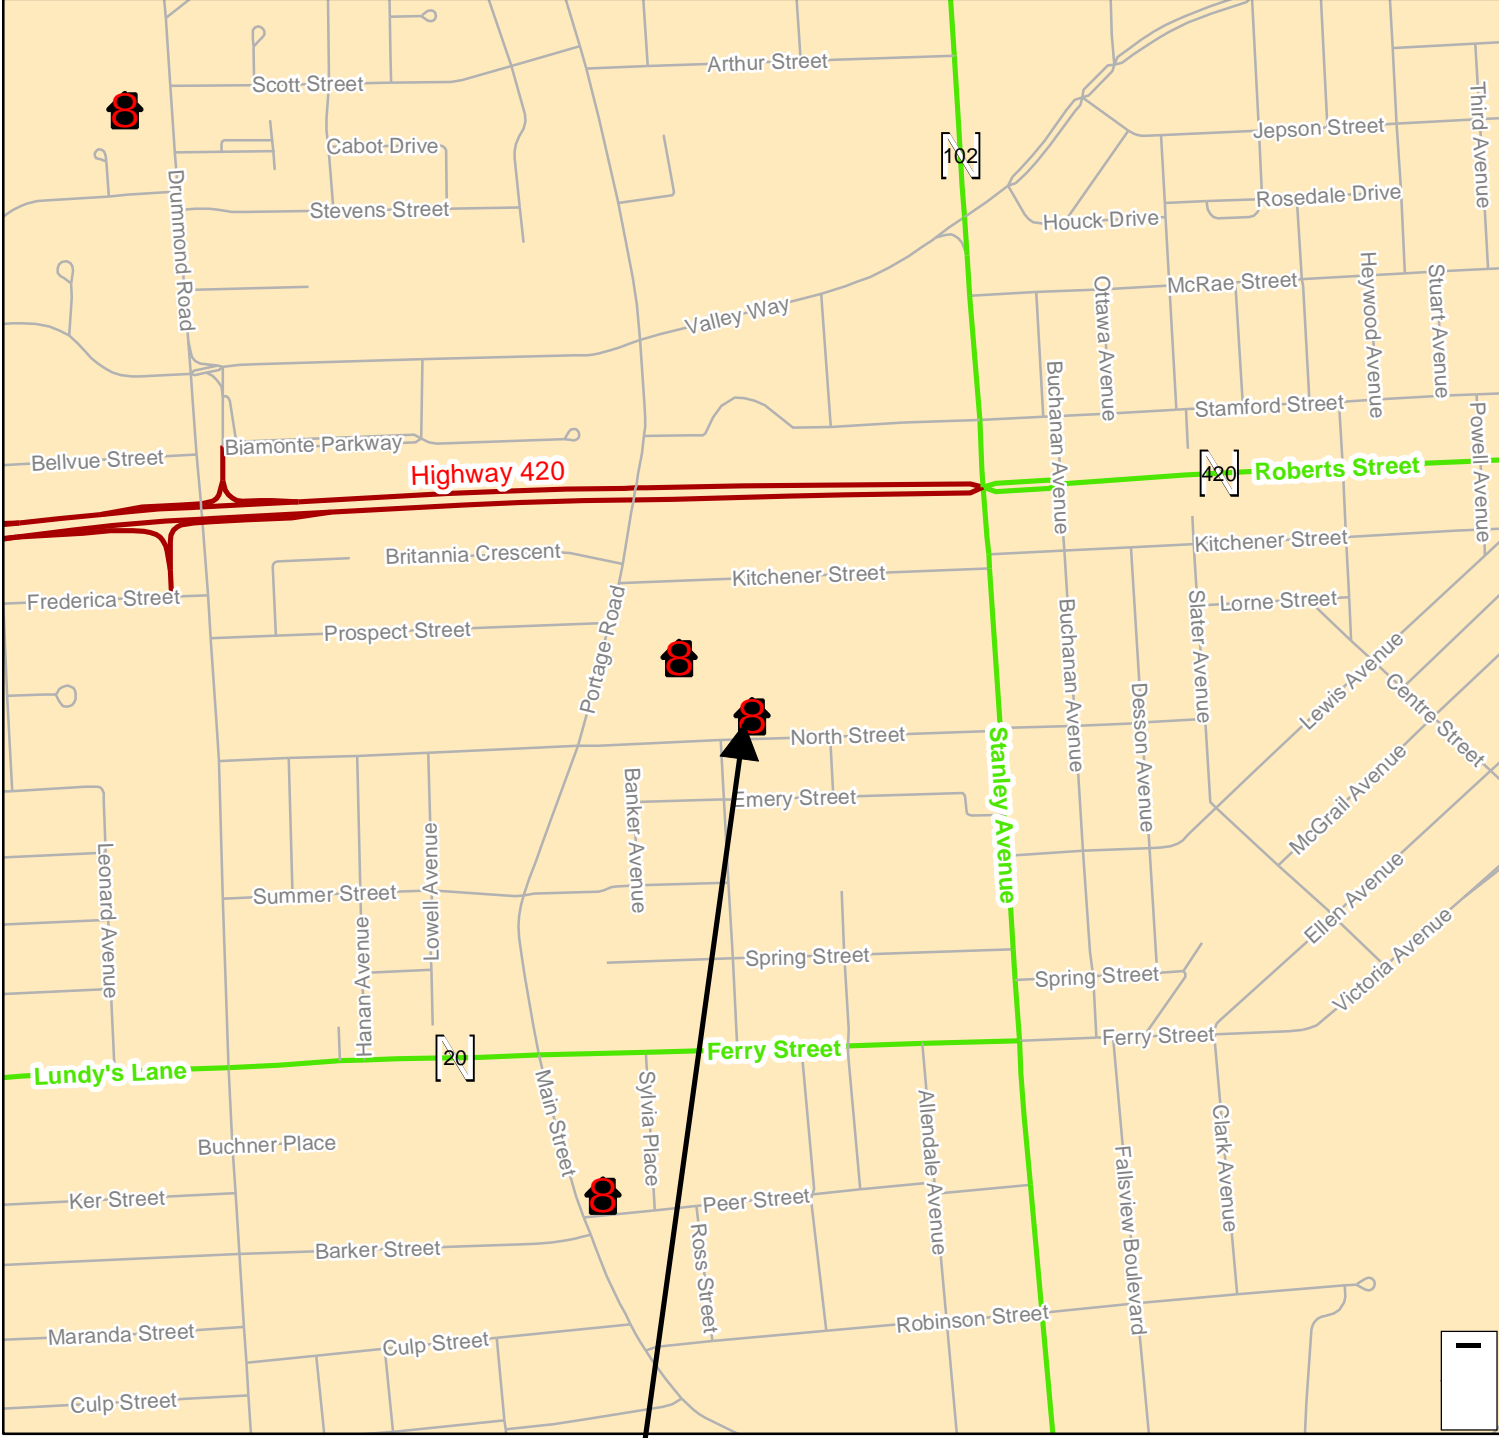 Arthur Street
Scott Street
Third Avenue
Jepson Street
Cabot Drive
102
Drummond Road
Rosedale Drive
Stevens Street
Houck Drive
McRae Street
Heywood Avenue
Stuart Avenue
Ottawa Avenue
Valley Way
Buchanan Avenue
Stamford Street
Powell Avenue
Biamonte Parkway
Bellvue Street
Highway 420
420
Roberts Street
Kitchener Street
Britannia Crescent
Kitchener Street
Frederica Street
Portage Road
Buchanan Avenue
Slater Avenue
Lorne Street
Prospect Street
Lewis Avenue
Centre Street
Desson Avenue
North Street
Stanley Avenue
McGrail Avenue
Banker Avenue
Emery Street
Leonard Avenue
Lowell Avenue
Summer Street
Ellen Avenue
Hanan Avenue
Victoria Avenue
Spring Street
Spring Street
Ferry Street
Ferry Street
20
Lundy's Lane
Main Street
Sylvia Place
Allendale Avenue
Clark Avenue
Buchner Place
Fallsview Boulevard
Ker Street
Peer Street
Ross Street
Barker Street
Robinson Street
Maranda Street
Culp Street
Culp Street